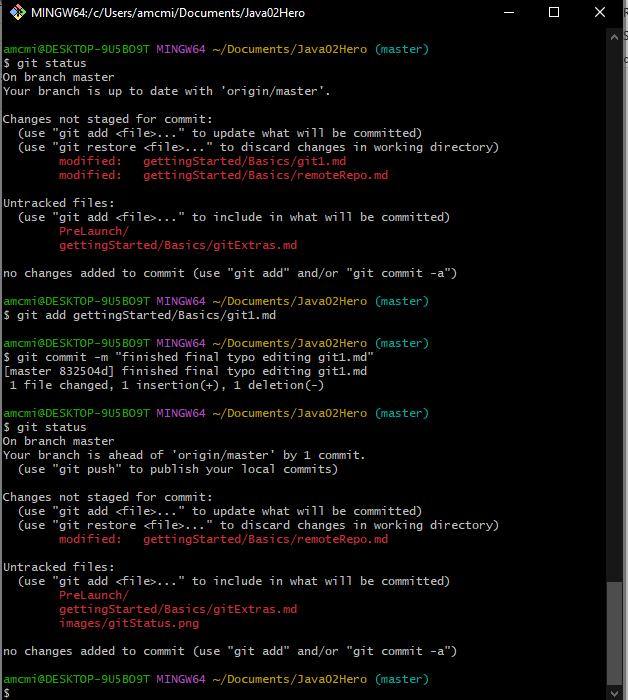 MINGW64:/c/Users/amcmi/Documents/Java02Hero
amcmi@DESKTOP-9U5BO9T MINGW64 ~/Documents/Java02Hero (master)
$ git status
On branch master
Your branch is up to date with 'origin/master'.
Changes not staged for commit:
(use "git add <file>..." to update what will be committed)
(use "git restore <file>..." to discard changes in working directory)
modified: gettingStarted/Basics/git1.md
modified: gettingStarted/Basics/remoteRepo.md
Untracked files:
(use "git add <file>..." to include in what will be committed)
PreLaunch/
gettingStarted/Basics/gitExtras.md
no changes added to commit (use "git add" and/or "git commit -a")
amcmi@DESKTOP-9U5BO9T MINGW64 ~/Documents/Java02Hero (master)
$ git add gettingStarted/Basics/git1.md
amcmi@DESKTOP-9U5BO9T MINGW64 ~/Documents/Java02Hero (master)
$ git commit -m "finished final typo editing git1.md"
[master 832504d] finished final typo editing git1.md
1 file changed, 1 insertion(+), 1 deletion(-)
amcmi@DESKTOP-9U5BO9T MINGW64 ~/Documents/Java02Hero (master)
$ git status
On branch master
Your branch is ahead of 'origin/master' by 1 commit.
(use "git push" to publish your local commits)
Changes not staged for commit:
(use "git add <file>..." to update what will be committed)
(use "git restore <file>..." to discard changes in working directory)
modified: gettingStarted/Basics/remoteRepo.md
Untracked files:
(use "git add <file>..." to include in what will be committed)
PreLaunch/
gettingStarted/Basics/gitExtras.md
images/gitStatus.png
no changes added to commit (use "git add" and/or "git commit -a")
amcmi@DESKTOP-9U5BO9T MINGW64 ~/Documents/Java02Hero (master)
$